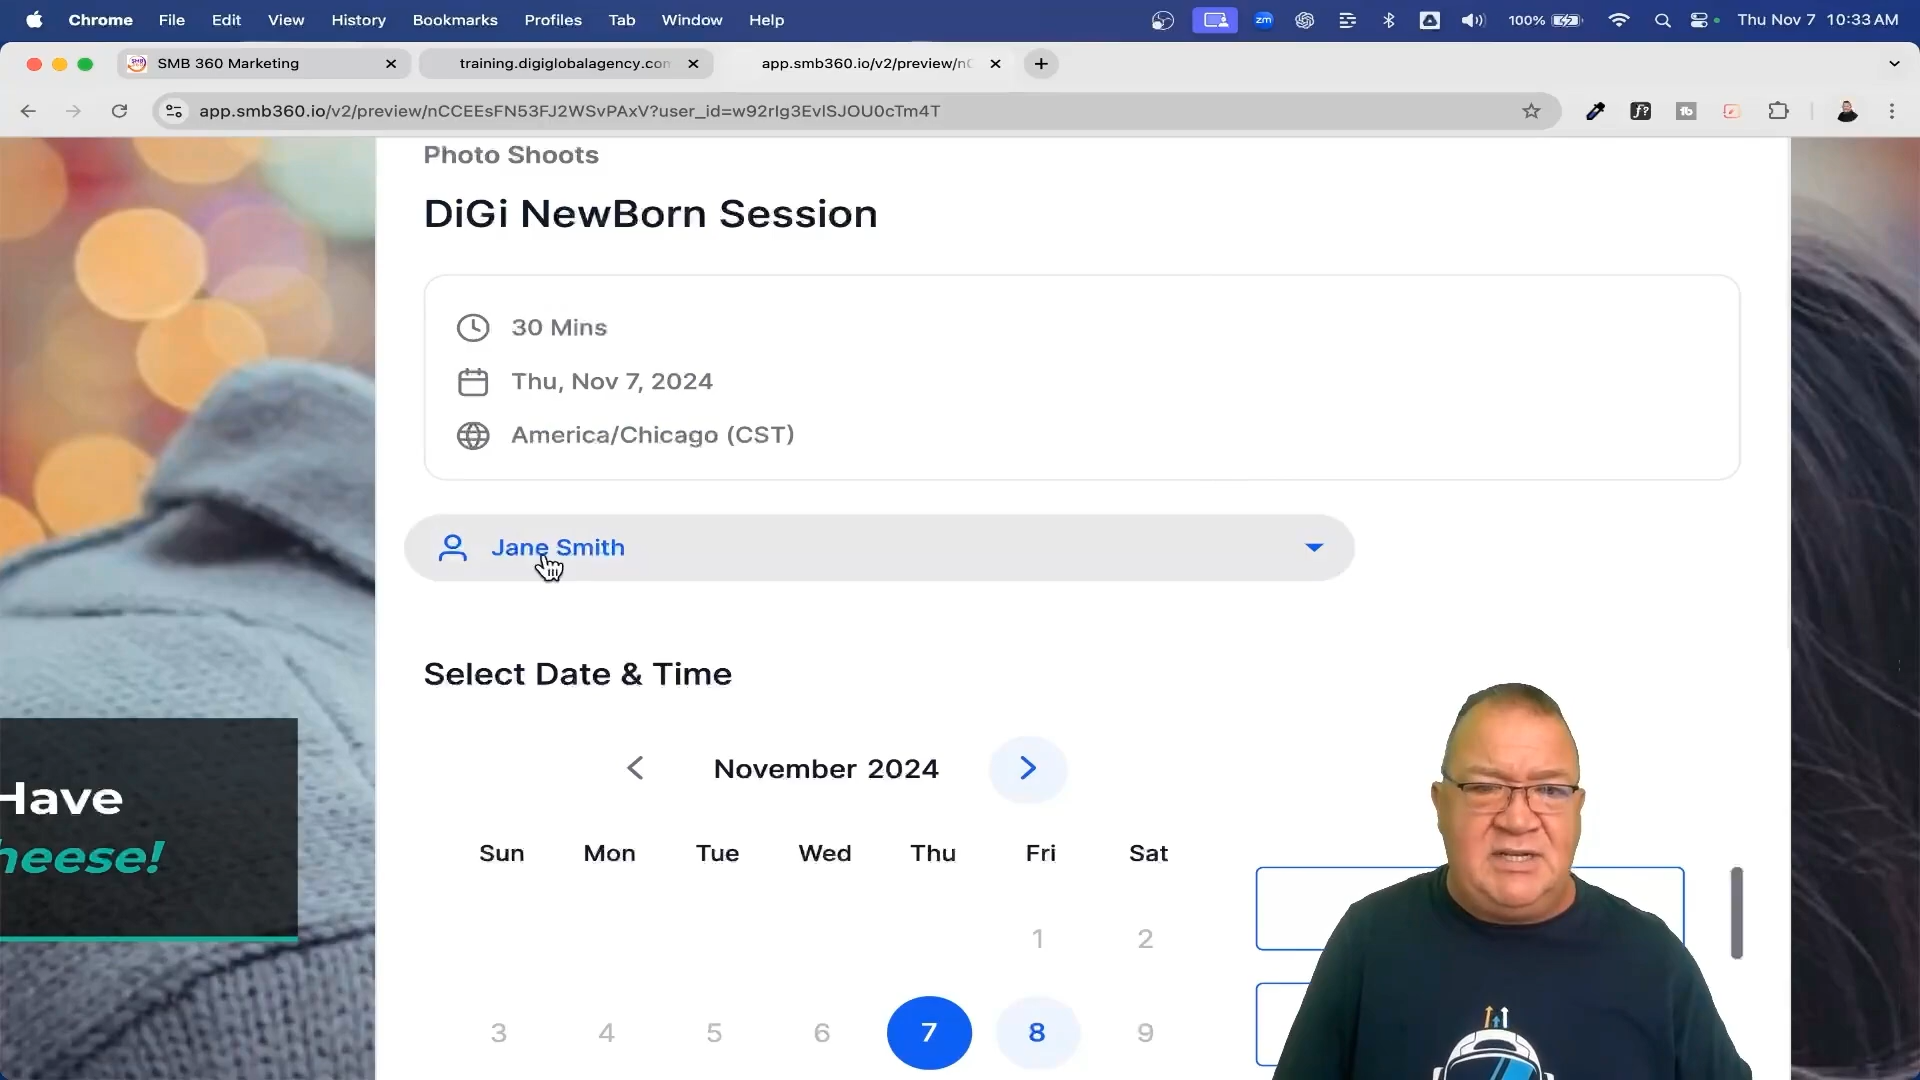 Chrome File Edit View History Bookmarks Profiles Tab Window Help zm 100% Thu Nov 7 10:33 AM
SMB 360 Marketing training.digiglobalagency.con app.smb360.io/v2/preview/n
app.smb360.io/v2/preview/nCCEEsFN53FJ2WSvPAxV?user_id=w92rIg3EvlSJOU0cTm4T f? tb
Photo Shoots
DiGi NewBorn Session
30 Mins
Thu, Nov 7, 2024
America/Chicago (CST)
Jane Smith
Select Date & Time
November 2024
Have
heese!
Sun Mon Tue Wed Thu Fri Sat
1 2
3 4 5 6 7 8 9